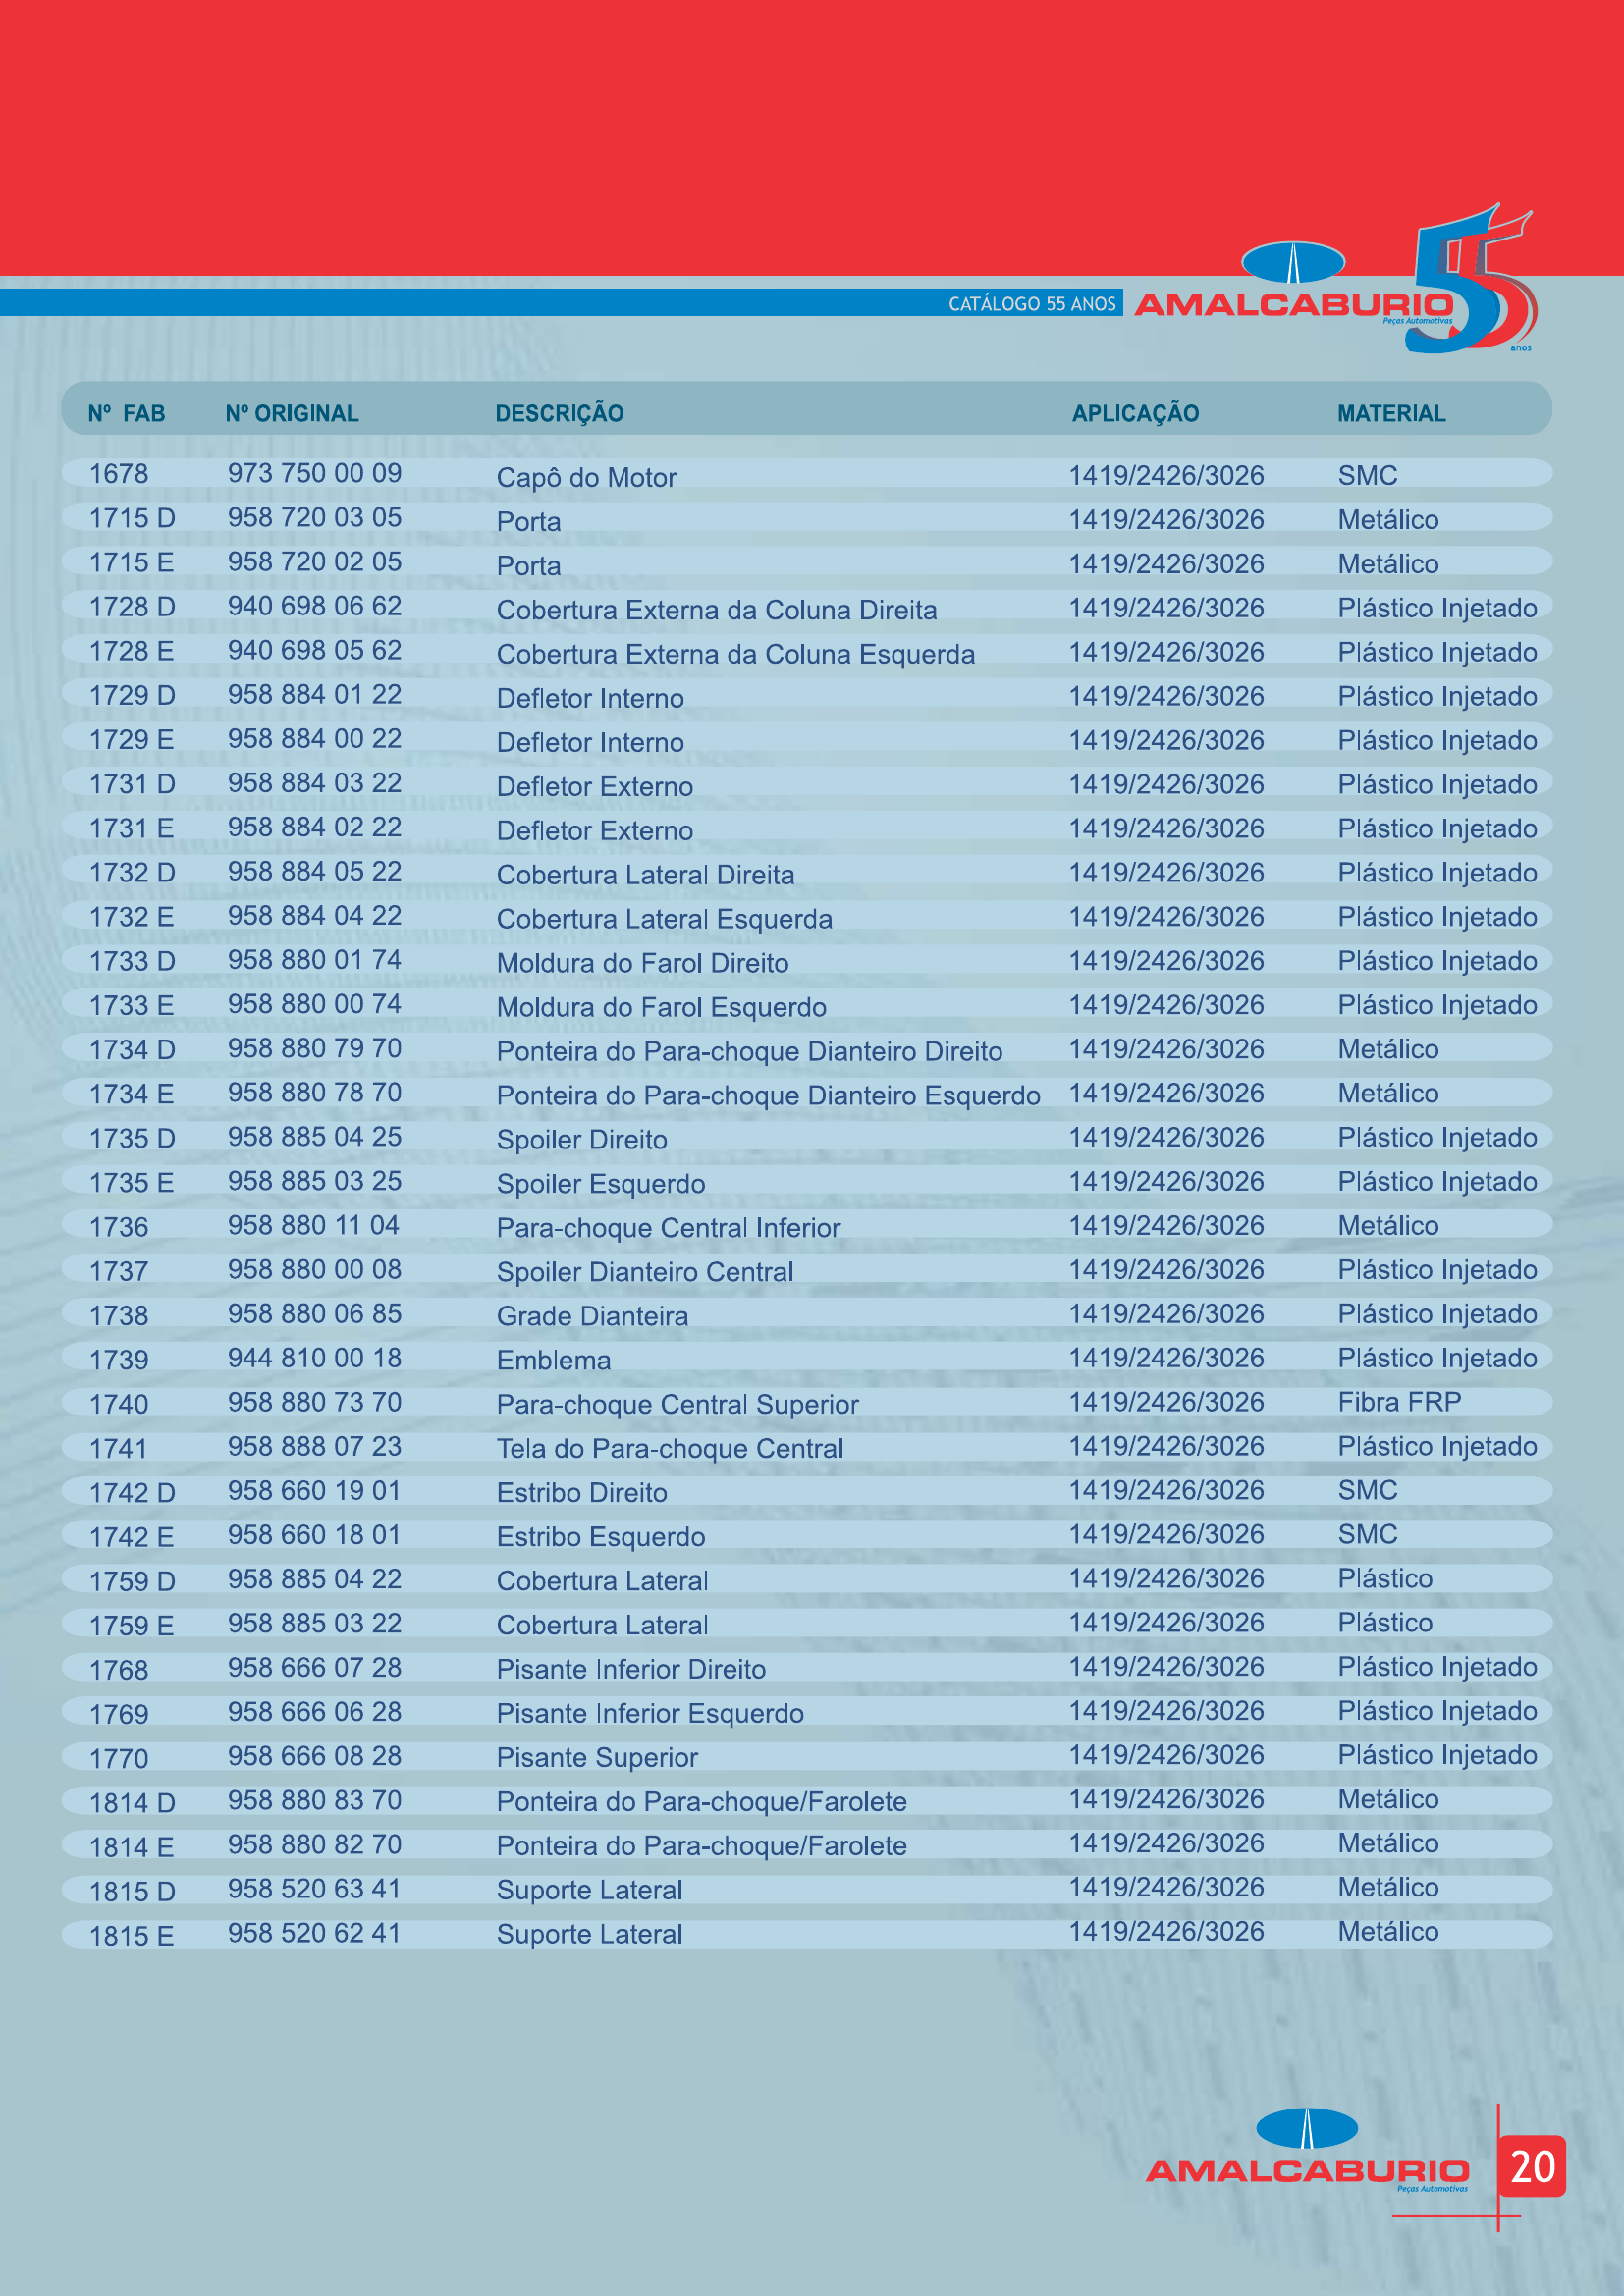 CATÁLOGO 55 ANOS AMALCABURIO 55
Peças Automotivas
anos
Nº FAB Nº ORIGINAL DESCRIÇÃO APLICAÇÃO MATERIAL
1678 973 750 00 09 Capô do Motor 1419/2426/3026 SMC
1715 D 958 720 03 05 Porta 1419/2426/3026 Metálico
1715 E 958 720 02 05 Porta 1419/2426/3026 Metálico
1728 D 940 698 06 62 Cobertura Externa da Coluna Direita 1419/2426/3026 Plástico Injetado
1728 E 940 698 05 62 Cobertura Externa da Coluna Esquerda 1419/2426/3026 Plástico Injetado
1729 D 958 884 01 22 Defletor Interno 1419/2426/3026 Plástico Injetado
1729 E 958 884 00 22 Defletor Interno 1419/2426/3026 Plástico Injetado
1731 D 958 884 03 22 Defletor Externo 1419/2426/3026 Plástico Injetado
1731 E 958 884 02 22 Defletor Externo 1419/2426/3026 Plástico Injetado
1732 D 958 884 05 22 Cobertura Lateral Direita 1419/2426/3026 Plástico Injetado
1732 E 958 884 04 22 Cobertura Lateral Esquerda 1419/2426/3026 Plástico Injetado
1733 D 958 880 01 74 Moldura do Farol Direito 1419/2426/3026 Plástico Injetado
1733 E 958 880 00 74 Moldura do Farol Esquerdo 1419/2426/3026 Plástico Injetado
1734 D 958 880 79 70 Ponteira do Para-choque Dianteiro Direito 1419/2426/3026 Metálico
1734 E 958 880 78 70 Ponteira do Para-choque Dianteiro Esquerdo 1419/2426/3026 Metálico
1735 D 958 885 04 25 Spoiler Direito 1419/2426/3026 Plástico Injetado
1735 E 958 885 03 25 Spoiler Esquerdo 1419/2426/3026 Plástico Injetado
1736 958 880 11 04 Para-choque Central Inferior 1419/2426/3026 Metálico
1737 958 880 00 08 Spoiler Dianteiro Central 1419/2426/3026 Plástico Injetado
1738 958 880 06 85 Grade Dianteira 1419/2426/3026 Plástico Injetado
1739 944 810 00 18 Emblema 1419/2426/3026 Plástico Injetado
1740 958 880 73 70 Para-choque Central Superior 1419/2426/3026 Fibra FRP
1741 958 888 07 23 Tela do Para-choque Central 1419/2426/3026 Plástico Injetado
1742 D 958 660 19 01 Estribo Direito 1419/2426/3026 SMC
1742 E 958 660 18 01 Estribo Esquerdo 1419/2426/3026 SMC
1759 D 958 885 04 22 Cobertura Lateral 1419/2426/3026 Plástico
1759 E 958 885 03 22 Cobertura Lateral 1419/2426/3026 Plástico
1768 958 666 07 28 Pisante Inferior Direito 1419/2426/3026 Plástico Injetado
1769 958 666 06 28 Pisante Inferior Esquerdo 1419/2426/3026 Plástico Injetado
1770 958 666 08 28 Pisante Superior 1419/2426/3026 Plástico Injetado
1814 D 958 880 83 70 Ponteira do Para-choque/Farolete 1419/2426/3026 Metálico
1814 E 958 880 82 70 Ponteira do Para-choque/Farolete 1419/2426/3026 Metálico
1815 D 958 520 63 41 Suporte Lateral 1419/2426/3026 Metálico
1815 E 958 520 62 41 Suporte Lateral 1419/2426/3026 Metálico
AMALCABURIO 20
Peças Automotivas